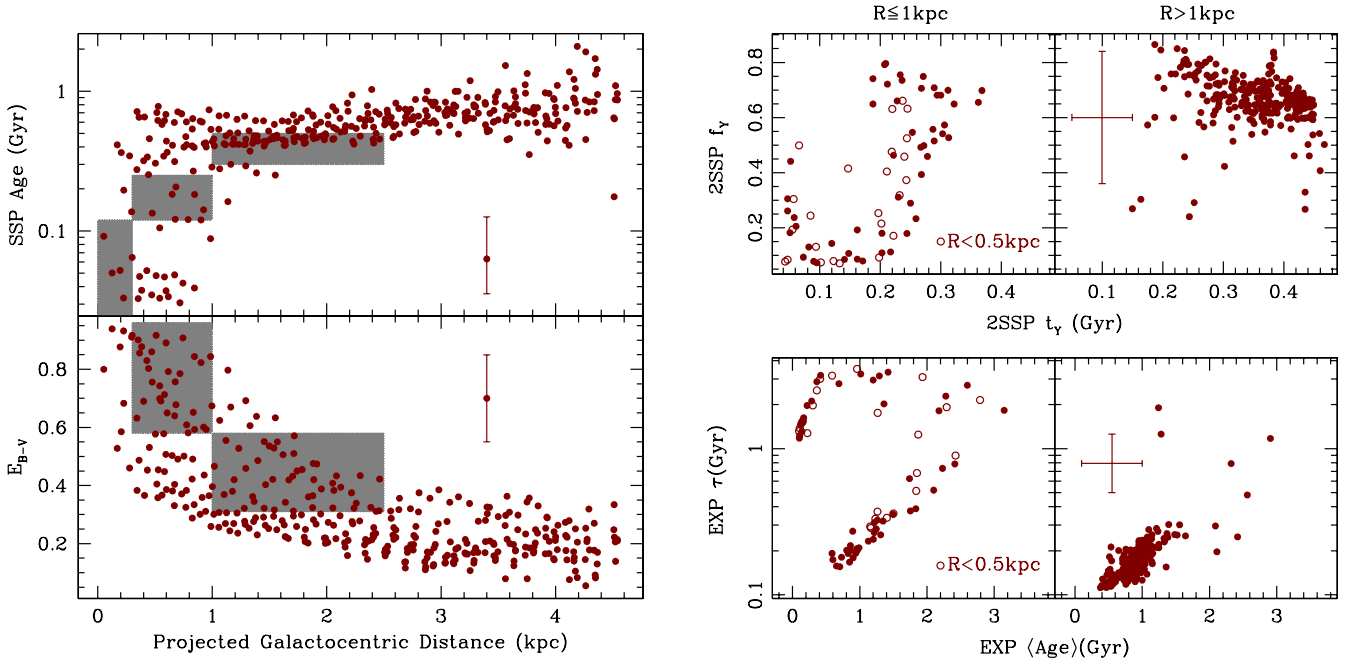 R≦1kpc
R>1kpc
1
0.1
SSP Age (Gyr)
0.8
0.6
0.4
0.2
E_{B-V}
0 1 2 3 4
Projected Galactocentric Distance (kpc)
0.8
0.6
0.4
0.2
2SSP f_Y
R<0.5kpc
0.1 0.2 0.3 0.4
0.1 0.2 0.3 0.4
2SSP t_Y (Gyr)
1
0.1
EXP τ(Gyr)
R<0.5kpc
0 1 2 3
0 1 2 3
EXP ⟨Age⟩(Gyr)